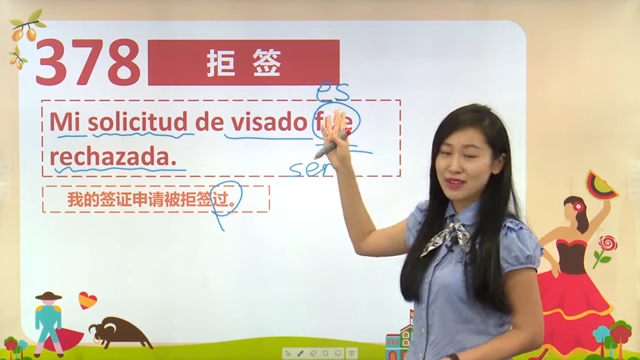 378 拒签
es
Mi solicitud de visado fue
rechazada.
ser
我的签证申请被拒签过。